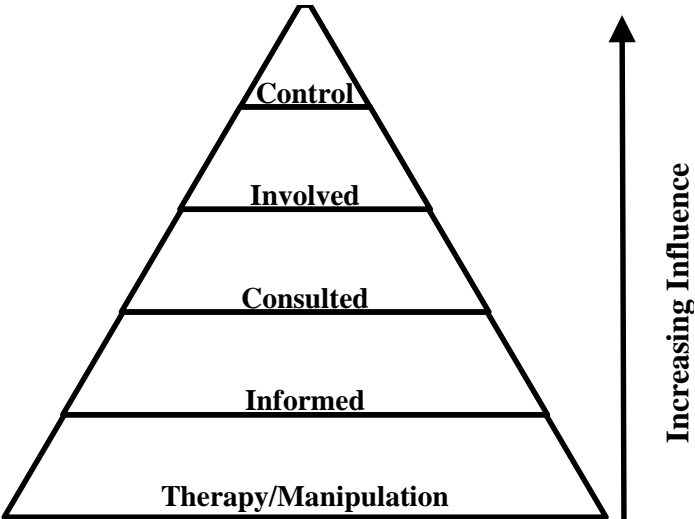 Control
Involved
Consulted
Informed
Therapy/Manipulation
Increasing Influence